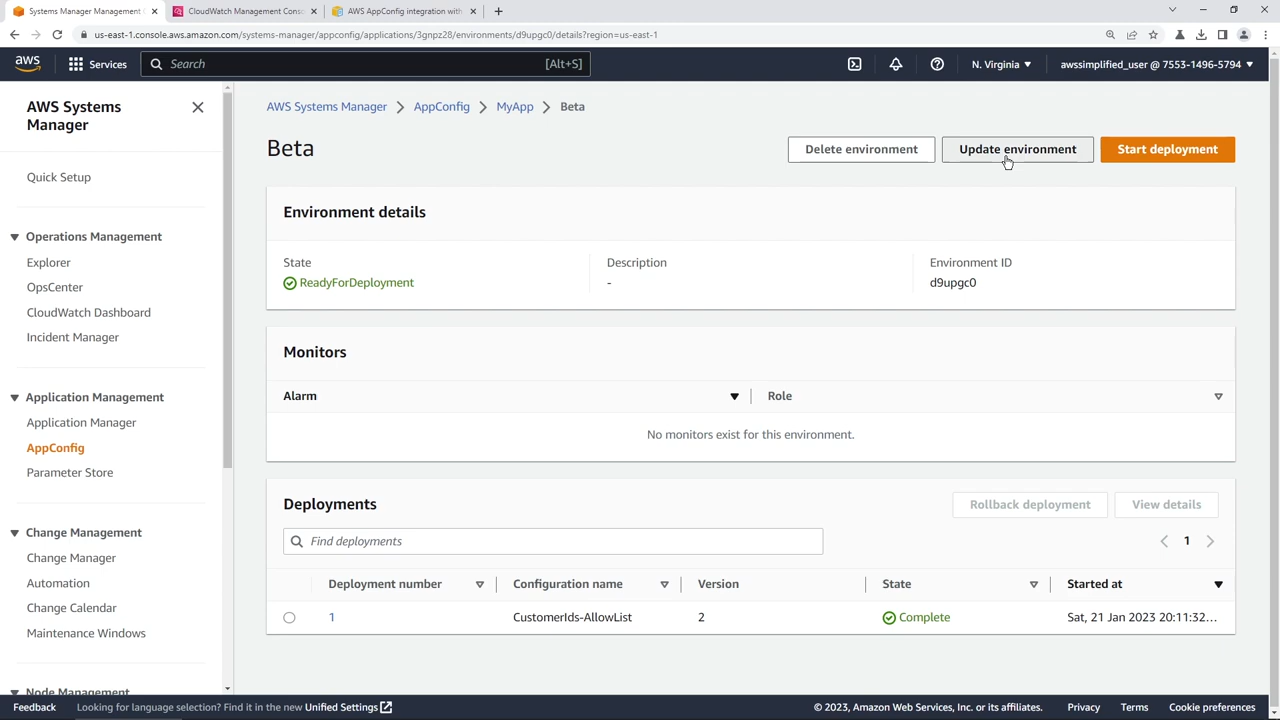 Systems Manager Management C
CloudWatch Management Conso
AWS AppConfig integration with
us-east-1.console.aws.amazon.com/systems-manager/appconfig/applications/3gnpz28/environments/d9upgc0/details?region=us-east-1
aws
Services
Search
[Alt+S]
N. Virginia
awssimplified_user @ 7553-1496-5794
AWS Systems
Manager
Quick Setup
Operations Management
Explorer
OpsCenter
CloudWatch Dashboard
Incident Manager
Application Management
Application Manager
AppConfig
Parameter Store
Change Management
Change Manager
Automation
Change Calendar
Maintenance Windows
Node Management
AWS Systems Manager > AppConfig > MyApp > Beta
Beta
Delete environment
Update environment
Start deployment
Environment details
State
ReadyForDeployment
Description
-
Environment ID
d9upgc0
Monitors
Alarm
Role
No monitors exist for this environment.
Deployments
Rollback deployment
View details
Find deployments
1
Deployment number
Configuration name
Version
State
Started at
1
CustomerIds-AllowList
2
Complete
Sat, 21 Jan 2023 20:11:32...
Feedback
Looking for language selection? Find it in the new Unified Settings
© 2023, Amazon Web Services, Inc. or its affiliates.
Privacy
Terms
Cookie preferences